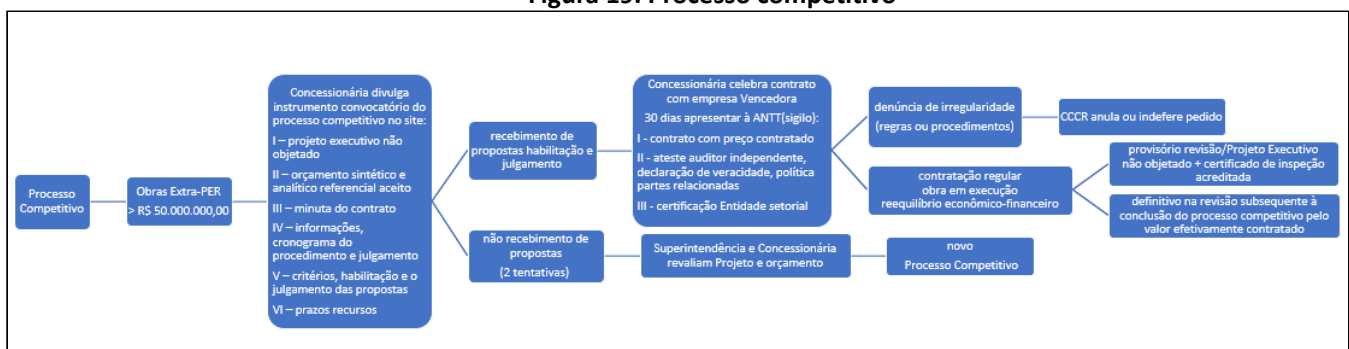 Figura 19. Processo competitivo
Processo
Competitivo
Obras Extra-PER
> R$ 50.000.000,00
Concessionária divulga
instrumento convocatório do
processo competitivo no site:
I – projeto executivo não
objetado
II – orçamento sintético e
analítico referencial aceito
III – minuta do contrato
IV – informações,
cronograma do
procedimento e julgamento
V – critérios, habilitação e o
julgamento das propostas
VI – prazos recursos
recebimento de
propostas habilitação e
julgamento
Concessionária celebra contrato
com empresa Vencedora
30 dias apresentar à ANTT(sigilo):
I - contrato com preço contratado
II - ateste auditor independente,
declaração de veracidade, política
partes relacionadas
III - certificação Entidade setorial
denúncia de irregularidade
(regras ou procedimentos)
CCCR anula ou indefere pedido
contratação regular
obra em execução
reequilíbrio econômico-financeiro
provisório revisão/Projeto Executivo
não objetado + certificado de inspeção
acreditada
definitivo na revisão subsequente à
conclusão do processo competitivo pelo
valor efetivamente contratado
não recebimento de
propostas
(2 tentativas)
Superintendência e Concessionária
revaliam Projeto e orçamento
novo
Processo Competitivo